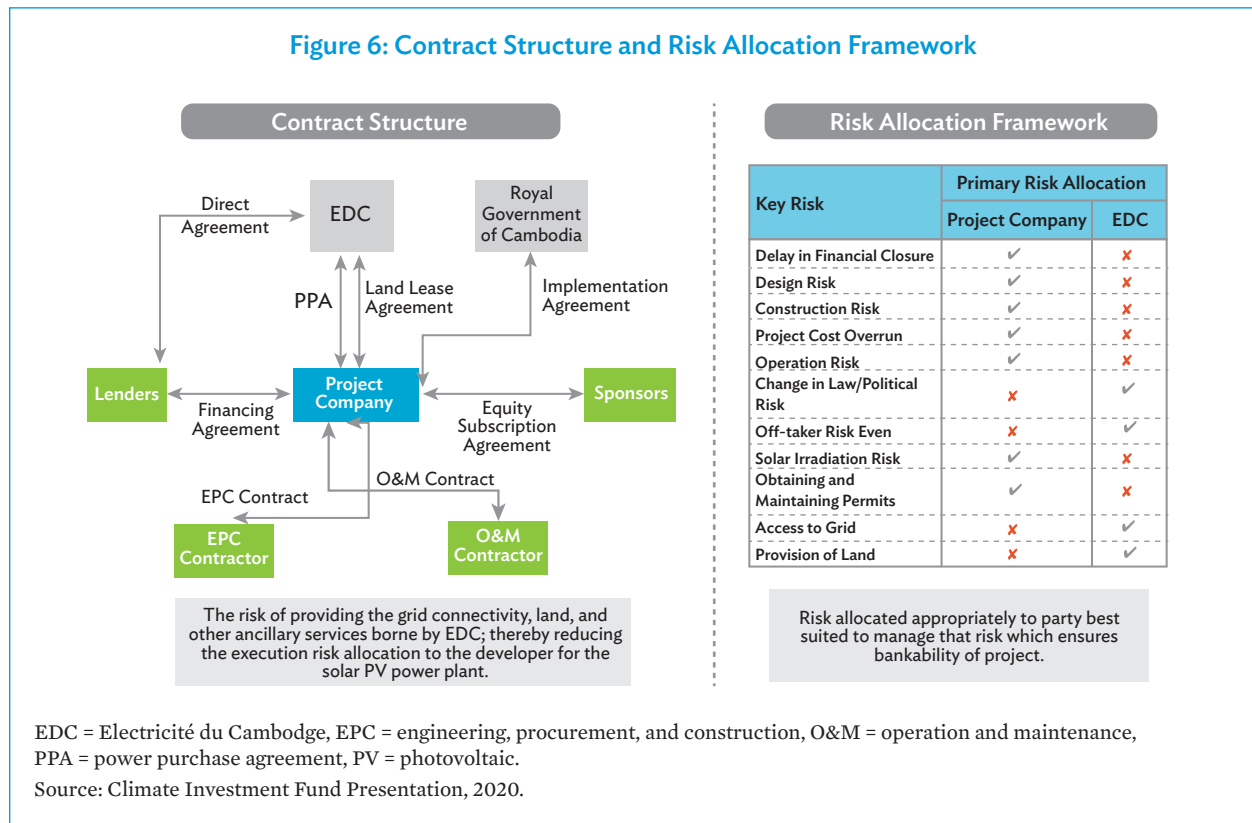 Figure 6: Contract Structure and Risk Allocation Framework
Contract Structure
Direct
Agreement
EDC
Royal
Government
of Cambodia
PPA
Land Lease
Agreement
Implementation
Agreement
Lenders
Financing
Agreement
Project
Company
Equity
Subscription
Agreement
Sponsors
EPC Contract
O&M Contract
EPC
Contractor
O&M
Contractor
The risk of providing the grid connectivity, land, and
other ancillary services borne by EDC; thereby reducing
the execution risk allocation to the developer for the
solar PV power plant.
Risk Allocation Framework
Key Risk
Primary Risk Allocation
Project Company EDC
Delay in Financial Closure ✓ ✘
Design Risk ✓ ✘
Construction Risk ✓ ✘
Project Cost Overrun ✓ ✘
Operation Risk ✓ ✘
Change in Law/Political
Risk ✘ ✓
Off-taker Risk Even ✘ ✓
Solar Irradiation Risk ✓ ✘
Obtaining and
Maintaining Permits ✓ ✘
Access to Grid ✘ ✓
Provision of Land ✘ ✓
Risk allocated appropriately to party best
suited to manage that risk which ensures
bankability of project.
EDC = Electricité du Cambodge, EPC = engineering, procurement, and construction, O&M = operation and maintenance,
PPA = power purchase agreement, PV = photovoltaic.
Source: Climate Investment Fund Presentation, 2020.